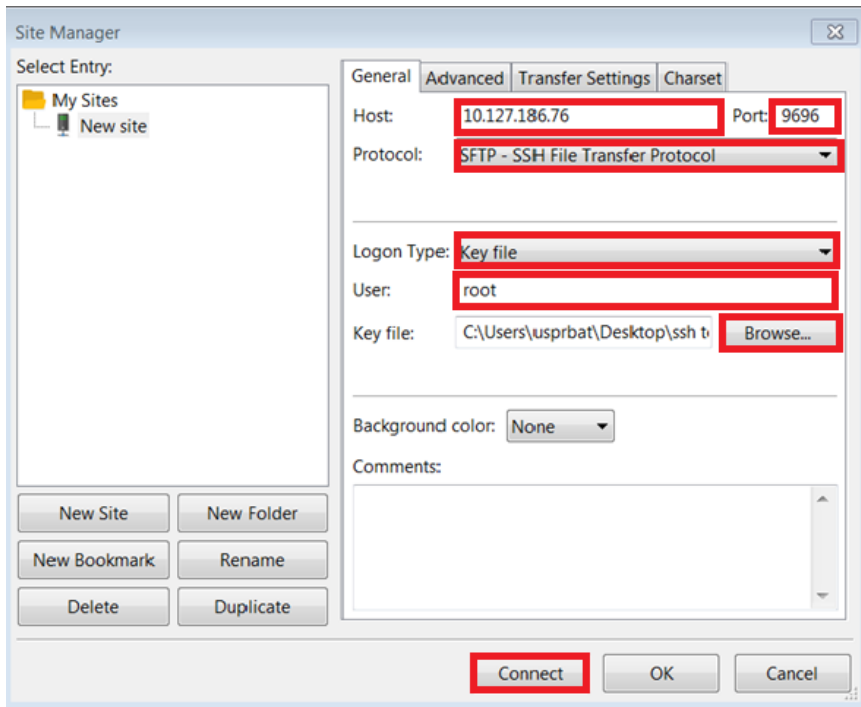 Site Manager
Select Entry:
My Sites
New site
New Site
New Folder
New Bookmark
Rename
Delete
Duplicate
General
Advanced
Transfer Settings
Charset
Host:
10.127.186.76
Port:
9696
Protocol:
SFTP - SSH File Transfer Protocol
Logon Type:
Key file
User:
root
Key file:
C:\Users\usprbat\Desktop\ssh t
Browse...
Background color:
None
Comments:
Connect
OK
Cancel